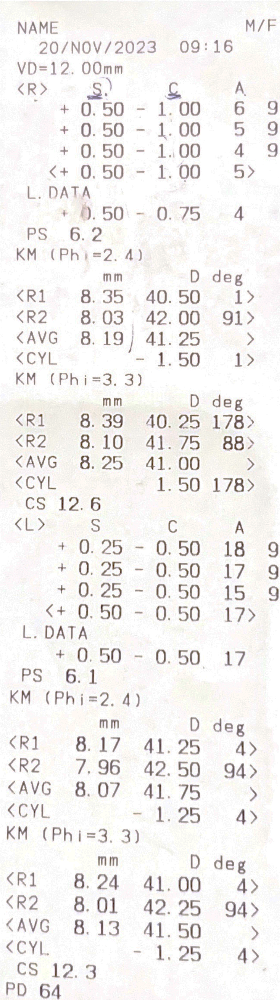 NAME M/F
20/NOV/2023 09:16
VD=12.00mm
<R> S C A
+ 0.50 - 1.00 6 9
+ 0.50 - 1.00 5 9
+ 0.50 - 1.00 4 9
<+ 0.50 - 1.00 5>
L.DATA
+ 0.50 - 0.75 4
PS 6.2
KM (Phi=2.4)
mm D deg
<R1 8.35 40.50 1>
<R2 8.03 42.00 91>
<AVG 8.19 41.25 >
<CYL - 1.50 1>
KM (Phi=3.3)
mm D deg
<R1 8.39 40.25 178>
<R2 8.10 41.75 88>
<AVG 8.25 41.00 >
<CYL - 1.50 178>
CS 12.6
<L> S C A
+ 0.25 - 0.50 18 9
+ 0.25 - 0.50 17 9
+ 0.25 - 0.50 15 9
<+ 0.50 - 0.50 17>
L.DATA
+ 0.50 - 0.50 17
PS 6.1
KM (Phi=2.4)
mm D deg
<R1 8.17 41.25 4>
<R2 7.96 42.50 94>
<AVG 8.07 41.75 >
<CYL - 1.25 4>
KM (Phi=3.3)
mm D deg
<R1 8.24 41.00 4>
<R2 8.01 42.25 94>
<AVG 8.13 41.50 >
<CYL - 1.25 4>
CS 12.3
PD 64